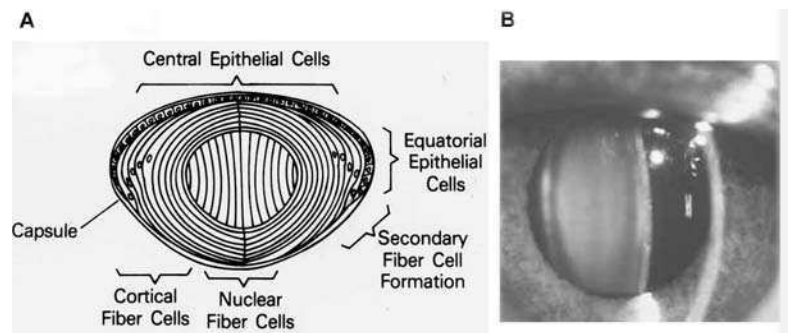 A
B
Central Epithelial Cells
Equatorial
Epithelial
Cells
Capsule
Secondary
Fiber Cell
Formation
Cortical
Fiber Cells
Nuclear
Fiber Cells